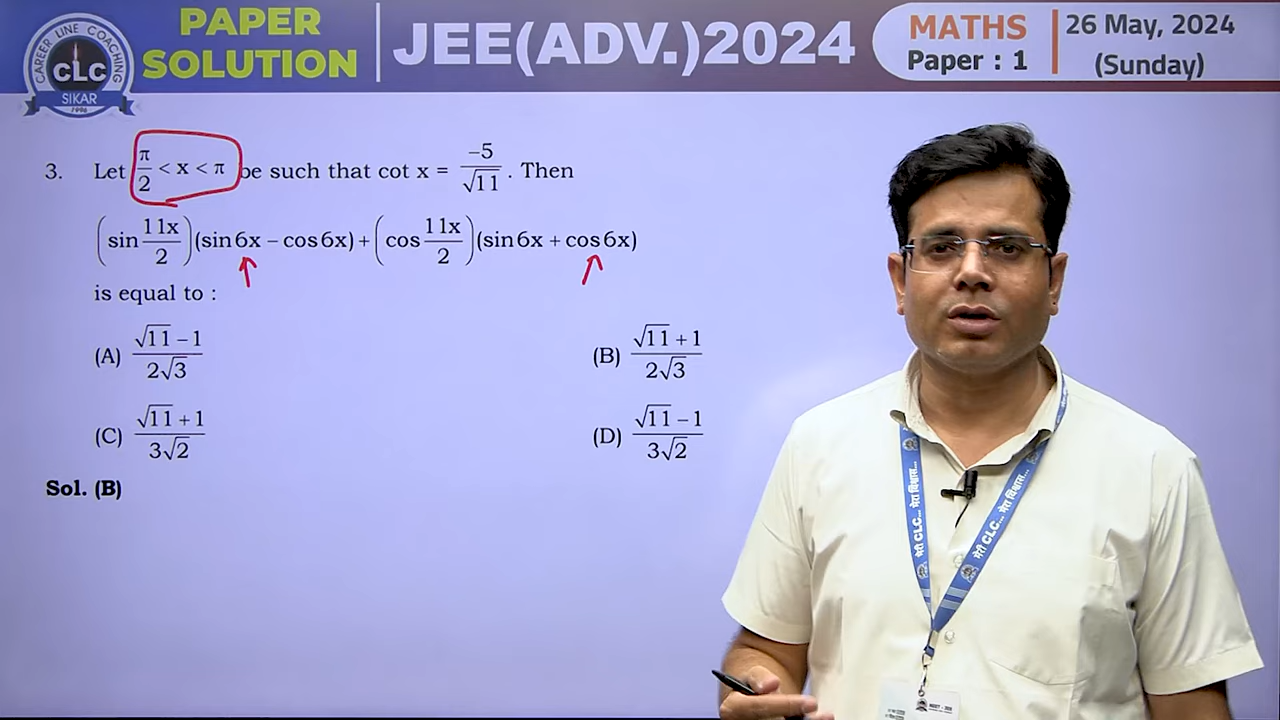 CAREER LINE COACHING
CLC
SIKAR
1996
PAPER
SOLUTION
JEE(ADV.)2024
MATHS
Paper : 1
26 May, 2024
(Sunday)
3. Let π/2 < x < π be such that cot x = -5/√11 . Then
(sin 11x/2)(sin 6x – cos 6x) + (cos 11x/2)(sin 6x + cos 6x)
is equal to :
(A) √11 – 1 / 2√3
(B) √11 + 1 / 2√3
(C) √11 + 1 / 3√2
(D) √11 – 1 / 3√2
Sol. (B)
मेरी CLC... मेरा विश्वास...
मेरी CLC... मेरा विश्वास...